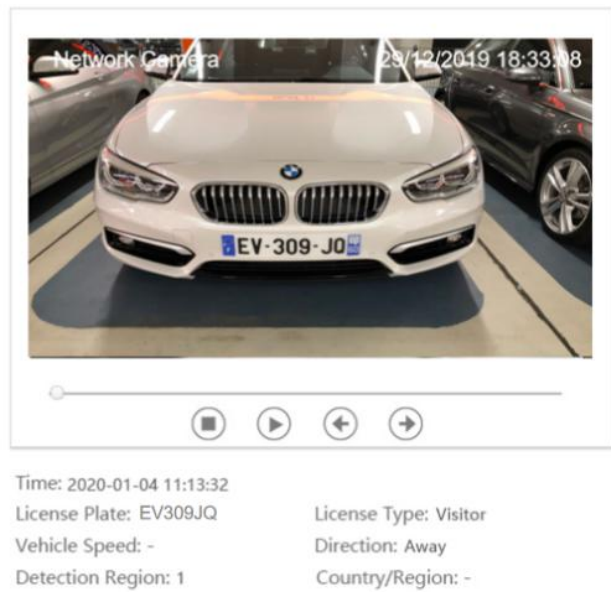 Network Camera 29/12/2019 18:33:08
BMW
EV-309-JQ
Time: 2020-01-04 11:13:32
License Plate: EV309JQ License Type: Visitor
Vehicle Speed: - Direction: Away
Detection Region: 1 Country/Region: -